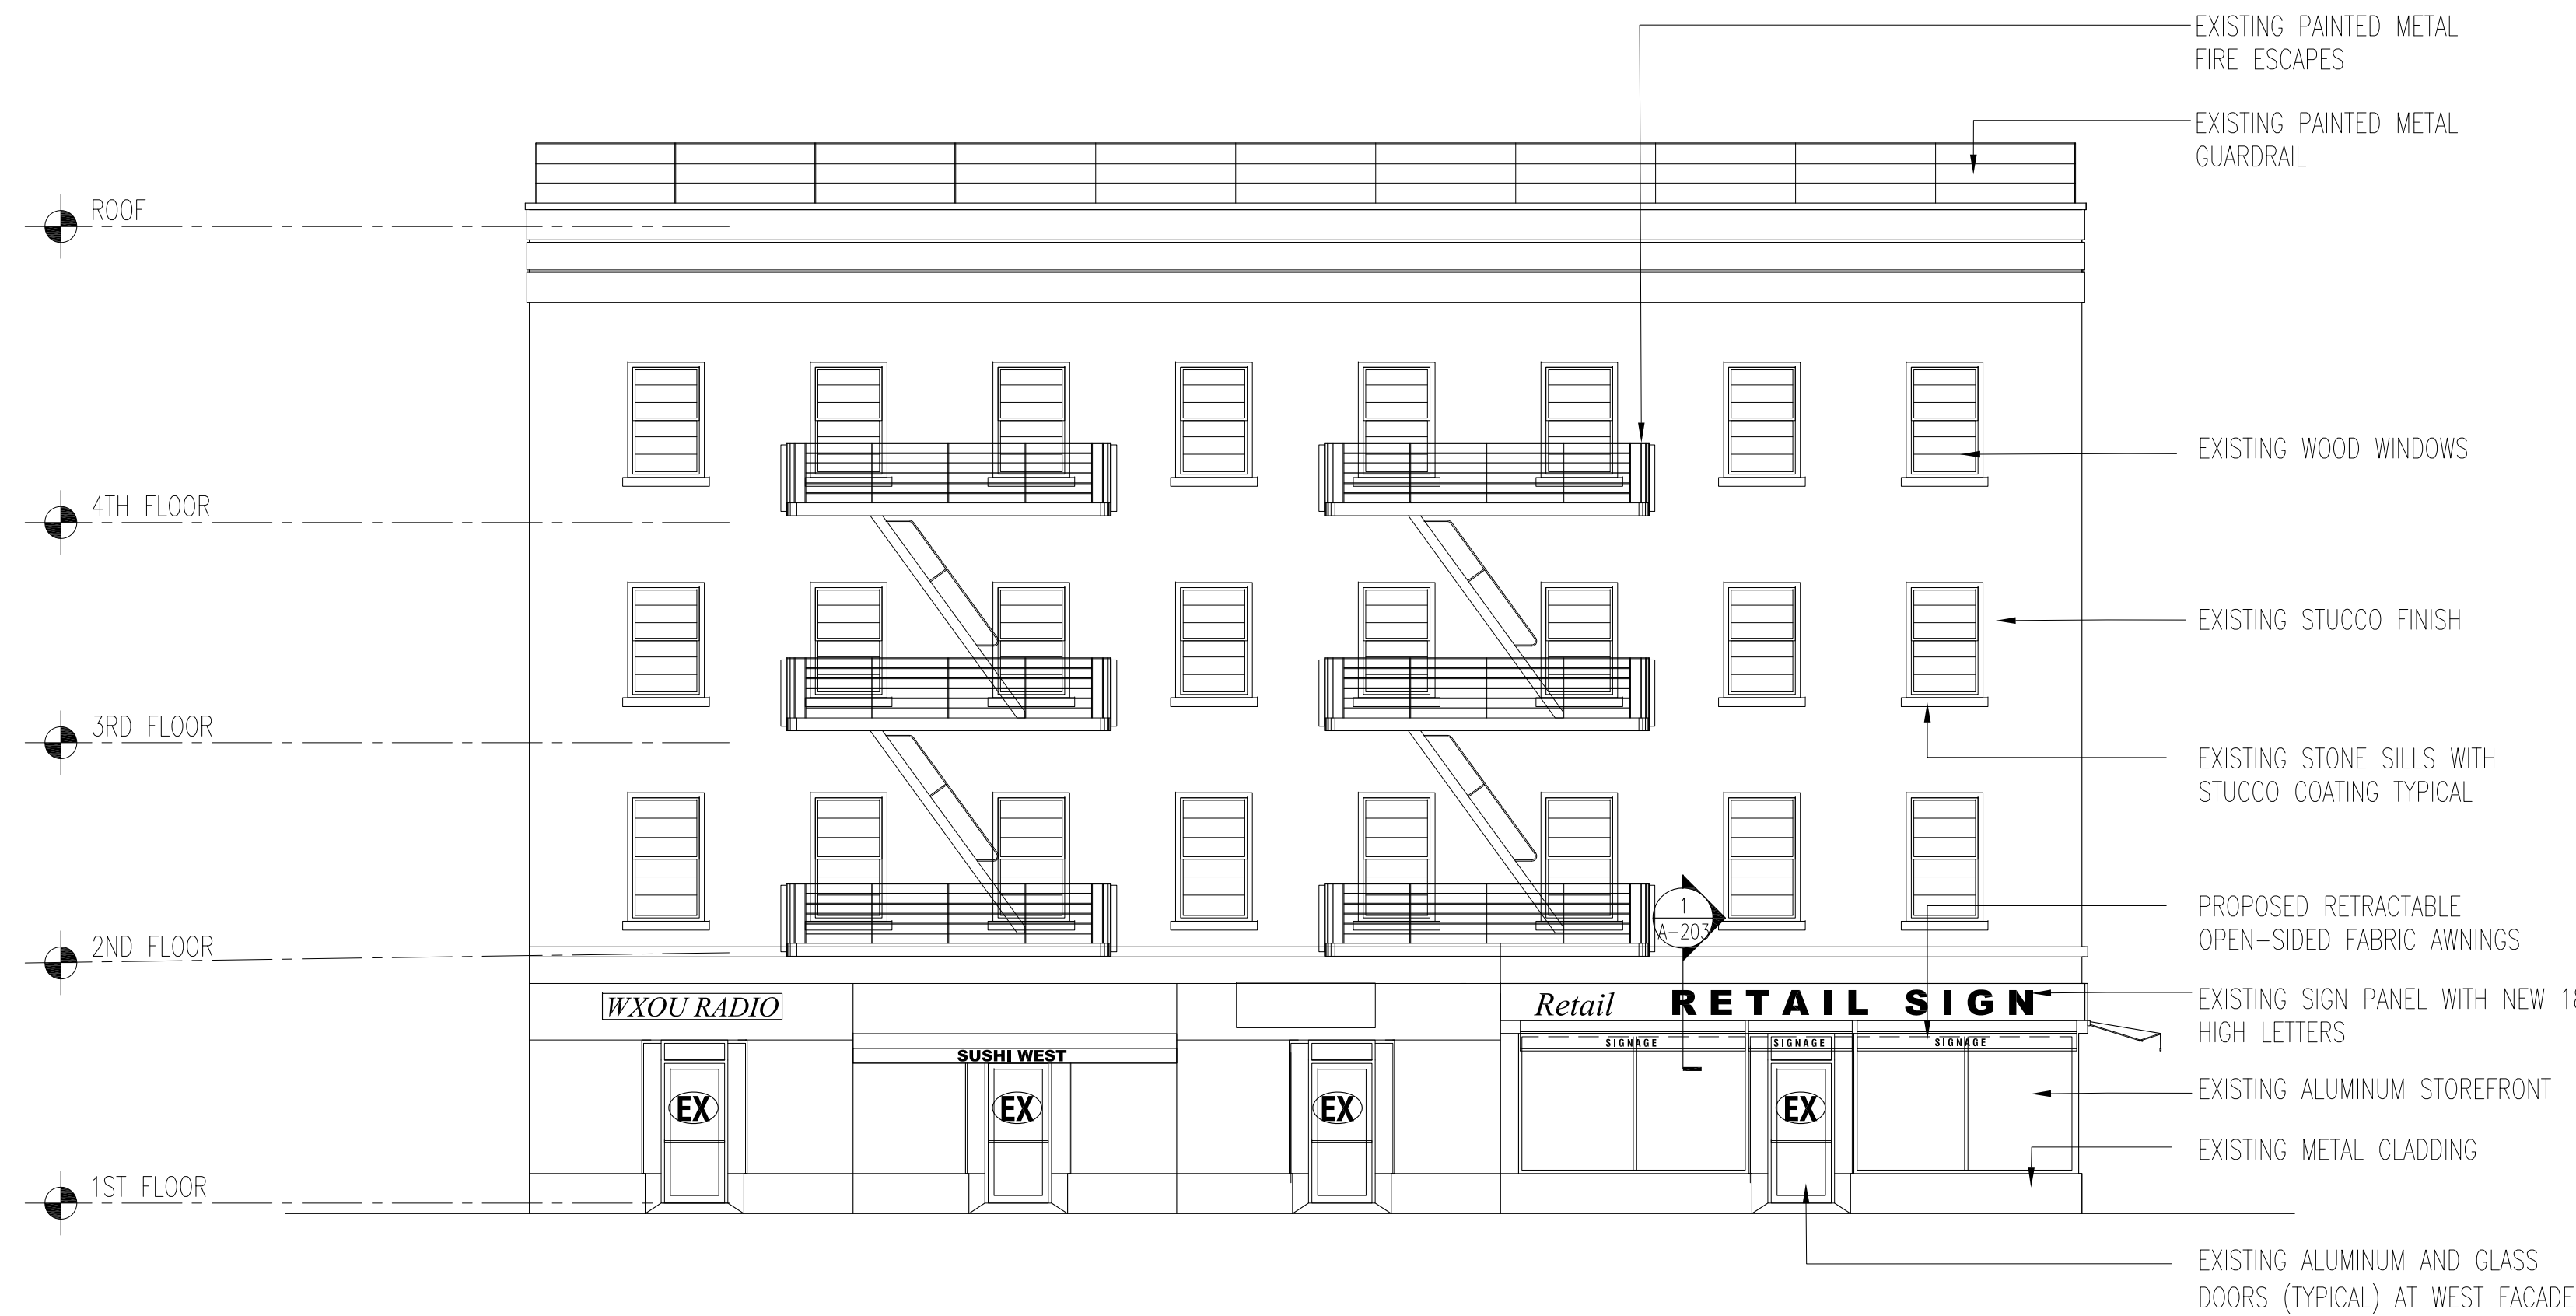 EXISTING PAINTED METAL
FIRE ESCAPES
EXISTING PAINTED METAL
GUARDRAIL
ROOF
EXISTING WOOD WINDOWS
4TH FLOOR
EXISTING STUCCO FINISH
3RD FLOOR
EXISTING STONE SILLS WITH
STUCCO COATING TYPICAL
1
A-203
PROPOSED RETRACTABLE
OPEN-SIDED FABRIC AWNINGS
2ND FLOOR
WXOU RADIO
Retail
RETAIL SIGN
EXISTING SIGN PANEL WITH NEW
HIGH LETTERS
SUSHI WEST
SIGNAGE
SIGNAGE
SIGNAGE
EXISTING ALUMINUM STOREFRONT
EX
EX
EX
EX
EXISTING METAL CLADDING
1ST FLOOR
EXISTING ALUMINUM AND GLASS
DOORS (TYPICAL) AT WEST FACADE